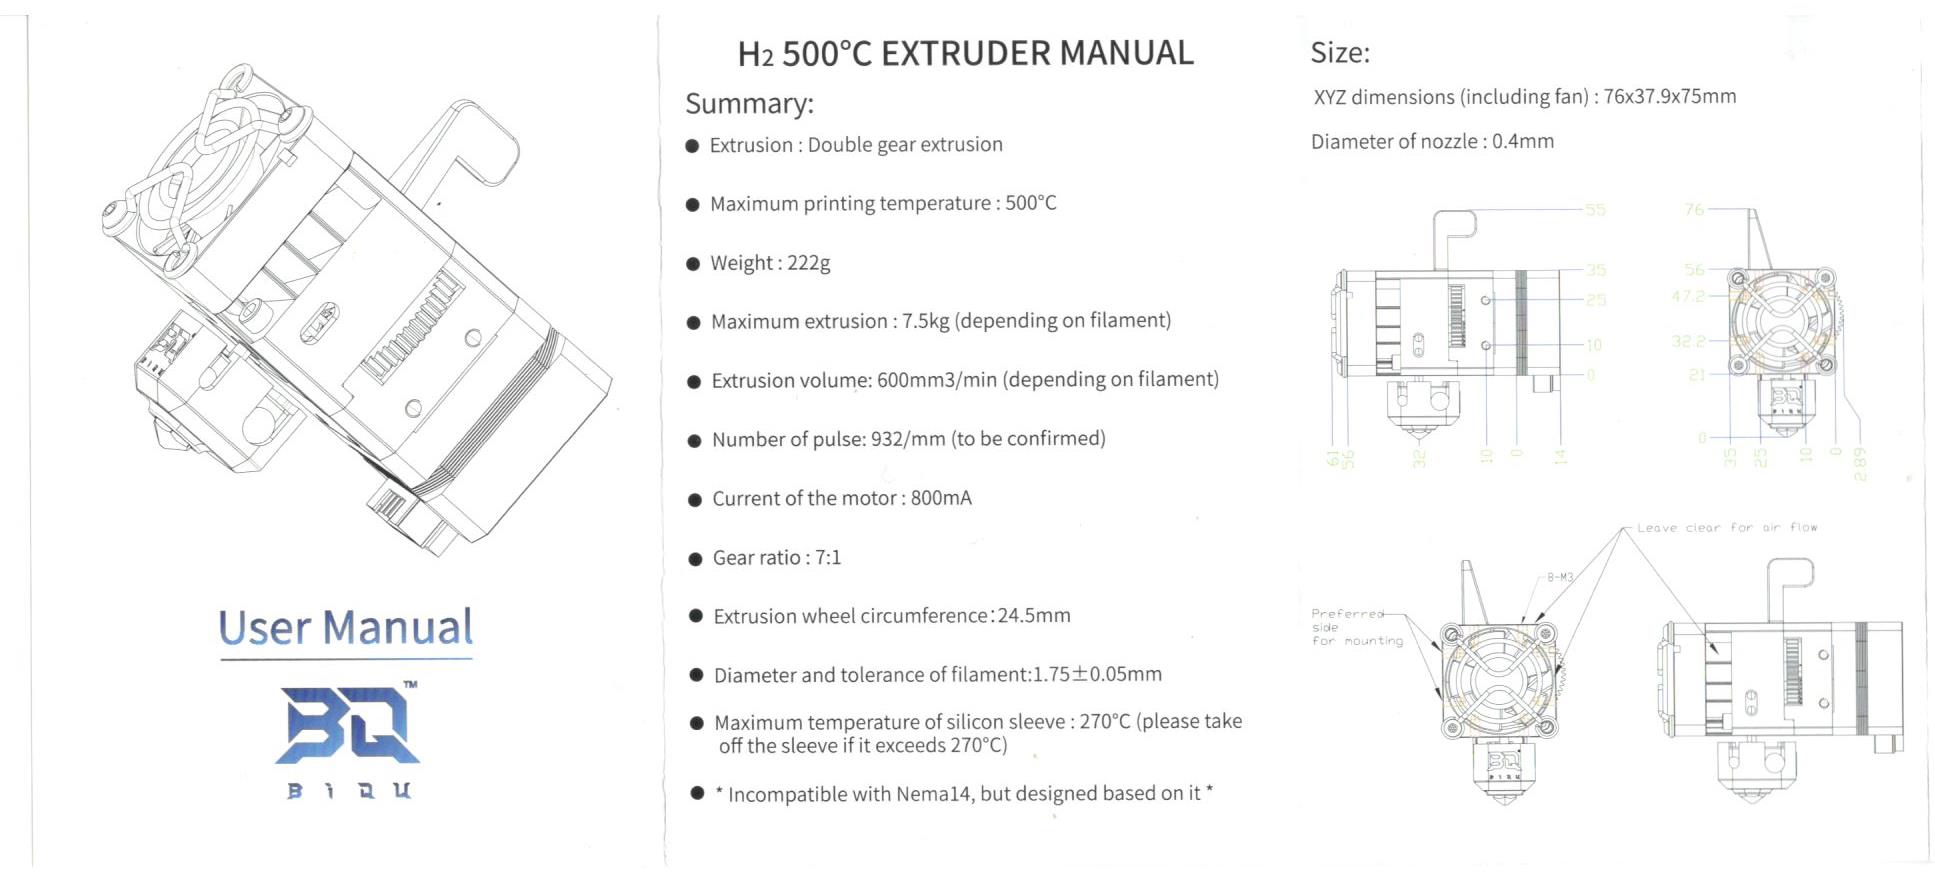 User Manual
BQ™
BIQU
H2 500°C EXTRUDER MANUAL
Summary:
● Extrusion : Double gear extrusion
● Maximum printing temperature : 500°C
● Weight : 222g
● Maximum extrusion : 7.5kg (depending on filament)
● Extrusion volume: 600mm3/min (depending on filament)
● Number of pulse: 932/mm (to be confirmed)
● Current of the motor : 800mA
● Gear ratio : 7:1
● Extrusion wheel circumference:24.5mm
● Diameter and tolerance of filament:1.75±0.05mm
● Maximum temperature of silicon sleeve : 270°C (please take
off the sleeve if it exceeds 270°C)
● * Incompatible with Nema14, but designed based on it *
Size:
XYZ dimensions (including fan) : 76x37.9x75mm
Diameter of nozzle : 0.4mm
55
35
25
10
0
61 56 32 10 0 14
76
56
47.2
32.2
21
0
35 25 10 0 2.89
BQ
BIQU
Leave clear for air flow
8-M3
Preferred
side
for mounting
BQ
BIQU